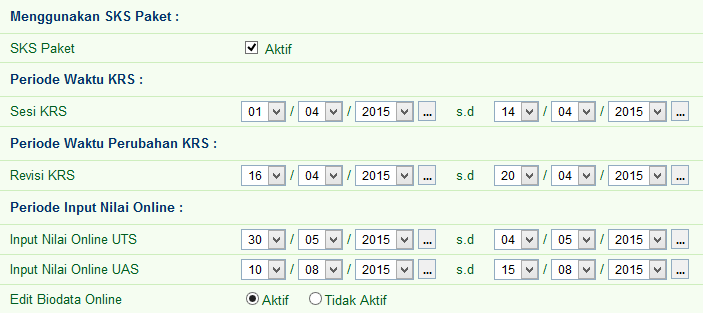 Menggunakan SKS Paket :
SKS Paket Aktif
Periode Waktu KRS :
Sesi KRS 01 / 04 / 2015 ... s.d 14 / 04 / 2015 ...
Periode Waktu Perubahan KRS :
Revisi KRS 16 / 04 / 2015 ... s.d 20 / 04 / 2015 ...
Periode Input Nilai Online :
Input Nilai Online UTS 30 / 05 / 2015 ... s.d 04 / 05 / 2015 ...
Input Nilai Online UAS 10 / 08 / 2015 ... s.d 15 / 08 / 2015 ...
Edit Biodata Online Aktif Tidak Aktif